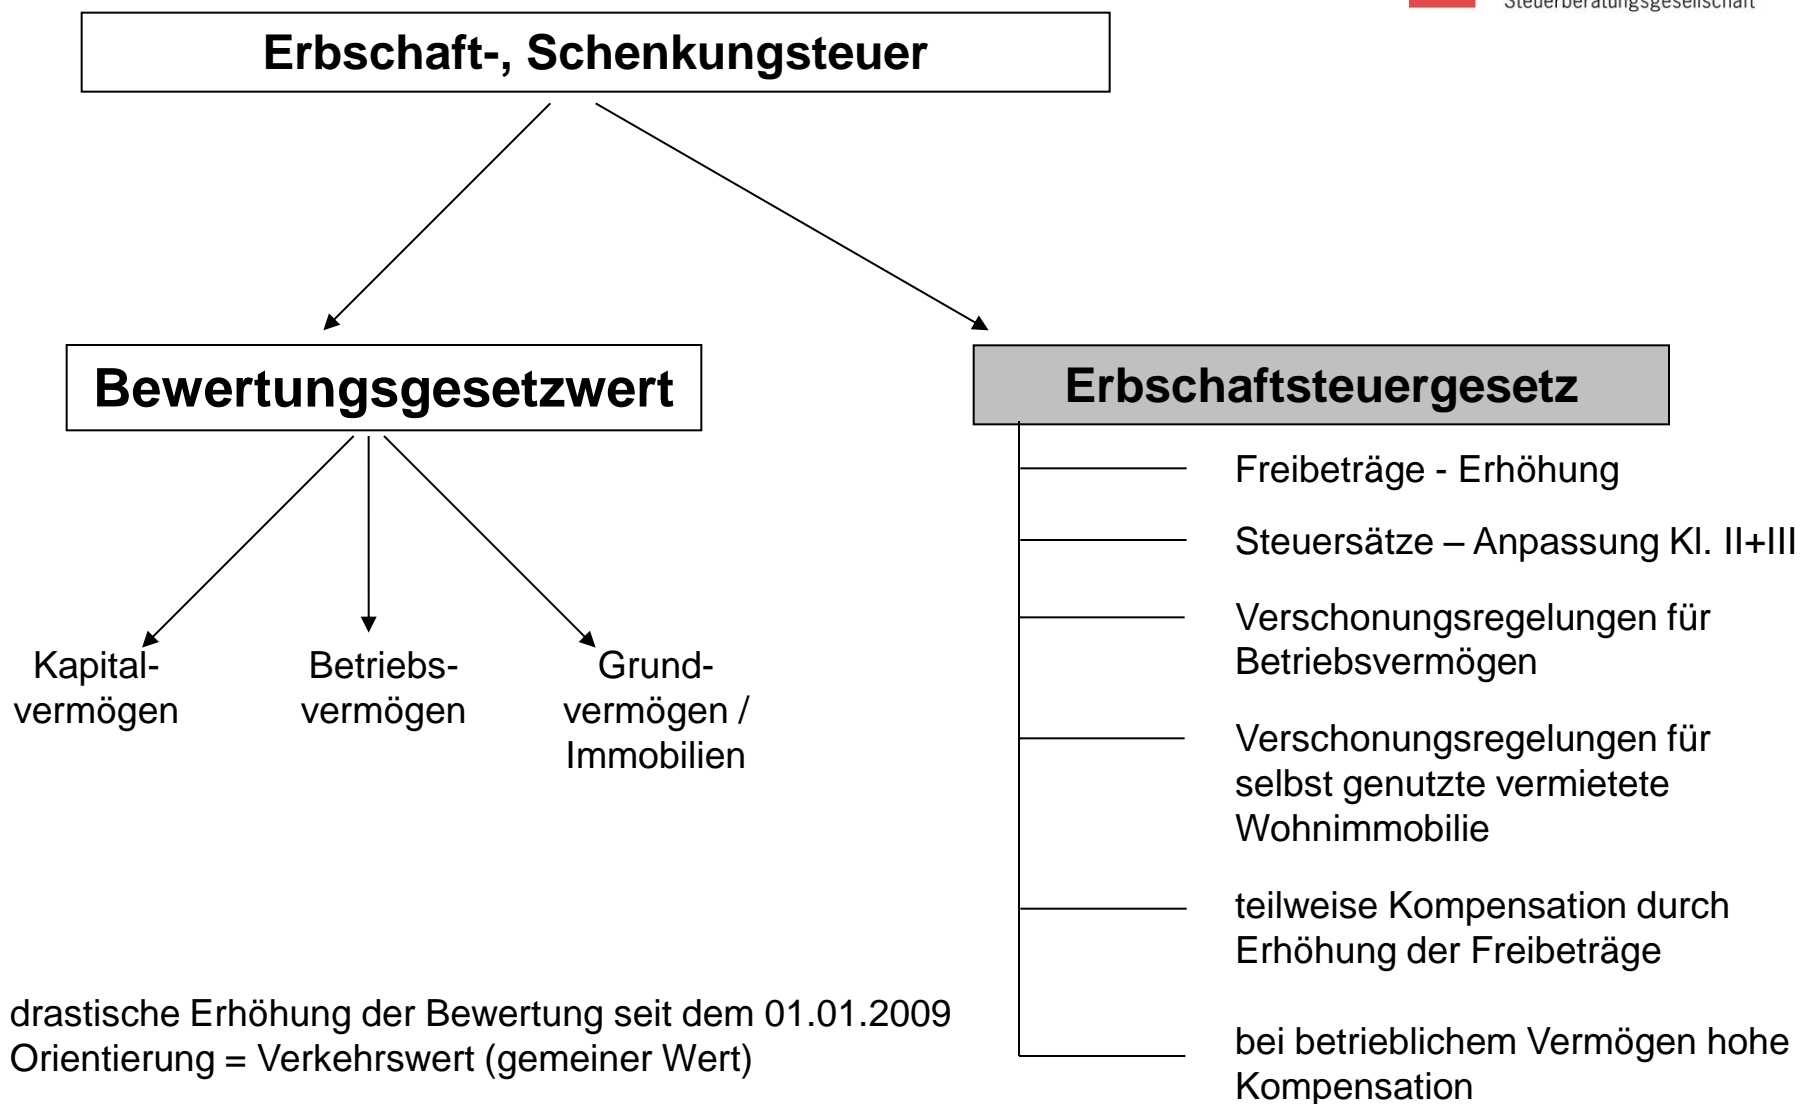 Steuerberatungsgesellschaft
Erbschaft-, Schenkungsteuer
Bewertungsgesetzwert
Kapital-
vermögen
Betriebs-
vermögen
Grund-
vermögen /
Immobilien
Erbschaftsteuergesetz
Freibeträge - Erhöhung
Steuersätze – Anpassung Kl. II+III
Verschonungsregelungen für
Betriebsvermögen
Verschonungsregelungen für
selbst genutzte vermietete
Wohnimmobilie
teilweise Kompensation durch
Erhöhung der Freibeträge
bei betrieblichem Vermögen hohe
Kompensation
drastische Erhöhung der Bewertung seit dem 01.01.2009
Orientierung = Verkehrswert (gemeiner Wert)